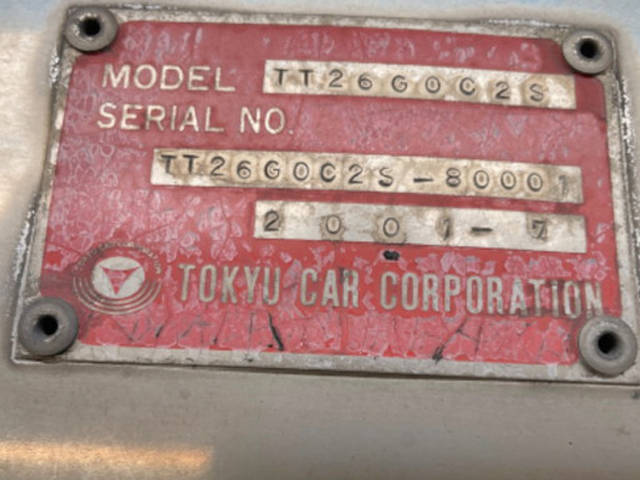 MODEL TT26G0C2S
SERIAL NO.
TT26G0C2S-80001
2001-7
TOKYU CAR CORPORATION